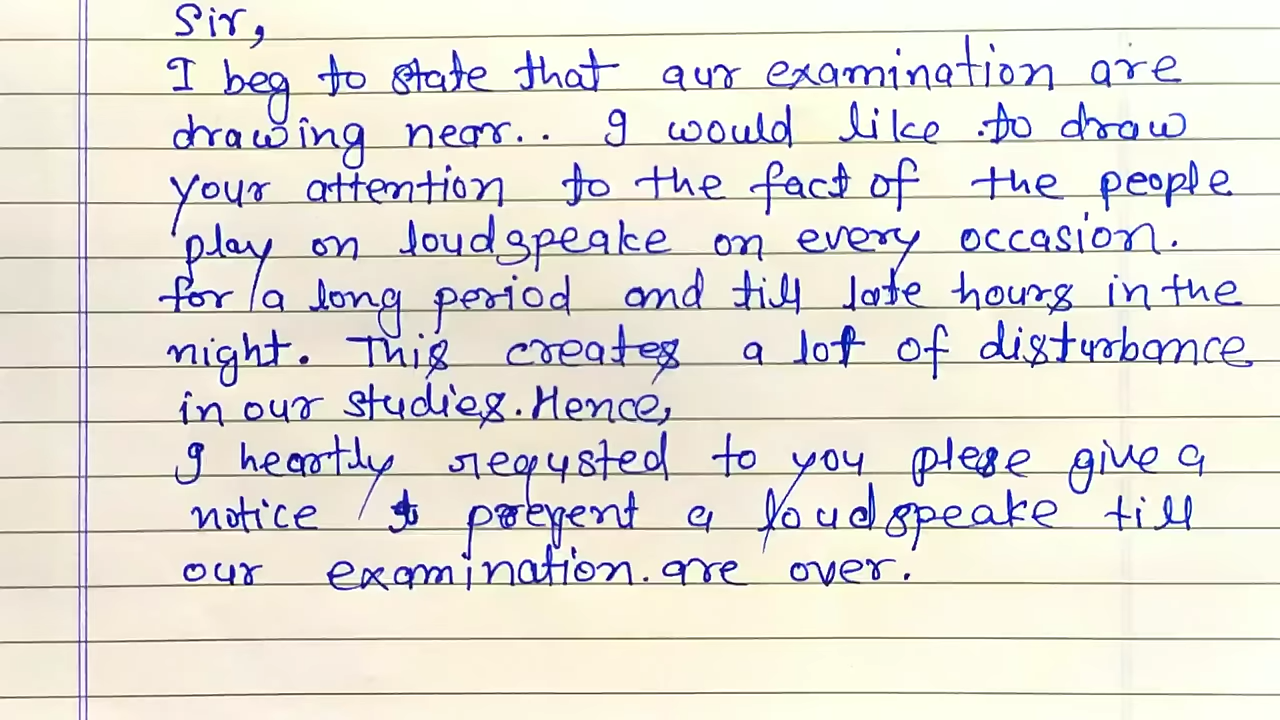 Sir,
I beg to state that our examination are
drawing near.. I would like to draw
your attention to the fact of the people
play on loudspeake on every occasion.
for a long period and till late hours in the
night. This creates a lot of disturbance
in our studies. Hence,
I heartly requsted to you plese give a
notice to prevent a loudspeake till
our examination. are over.